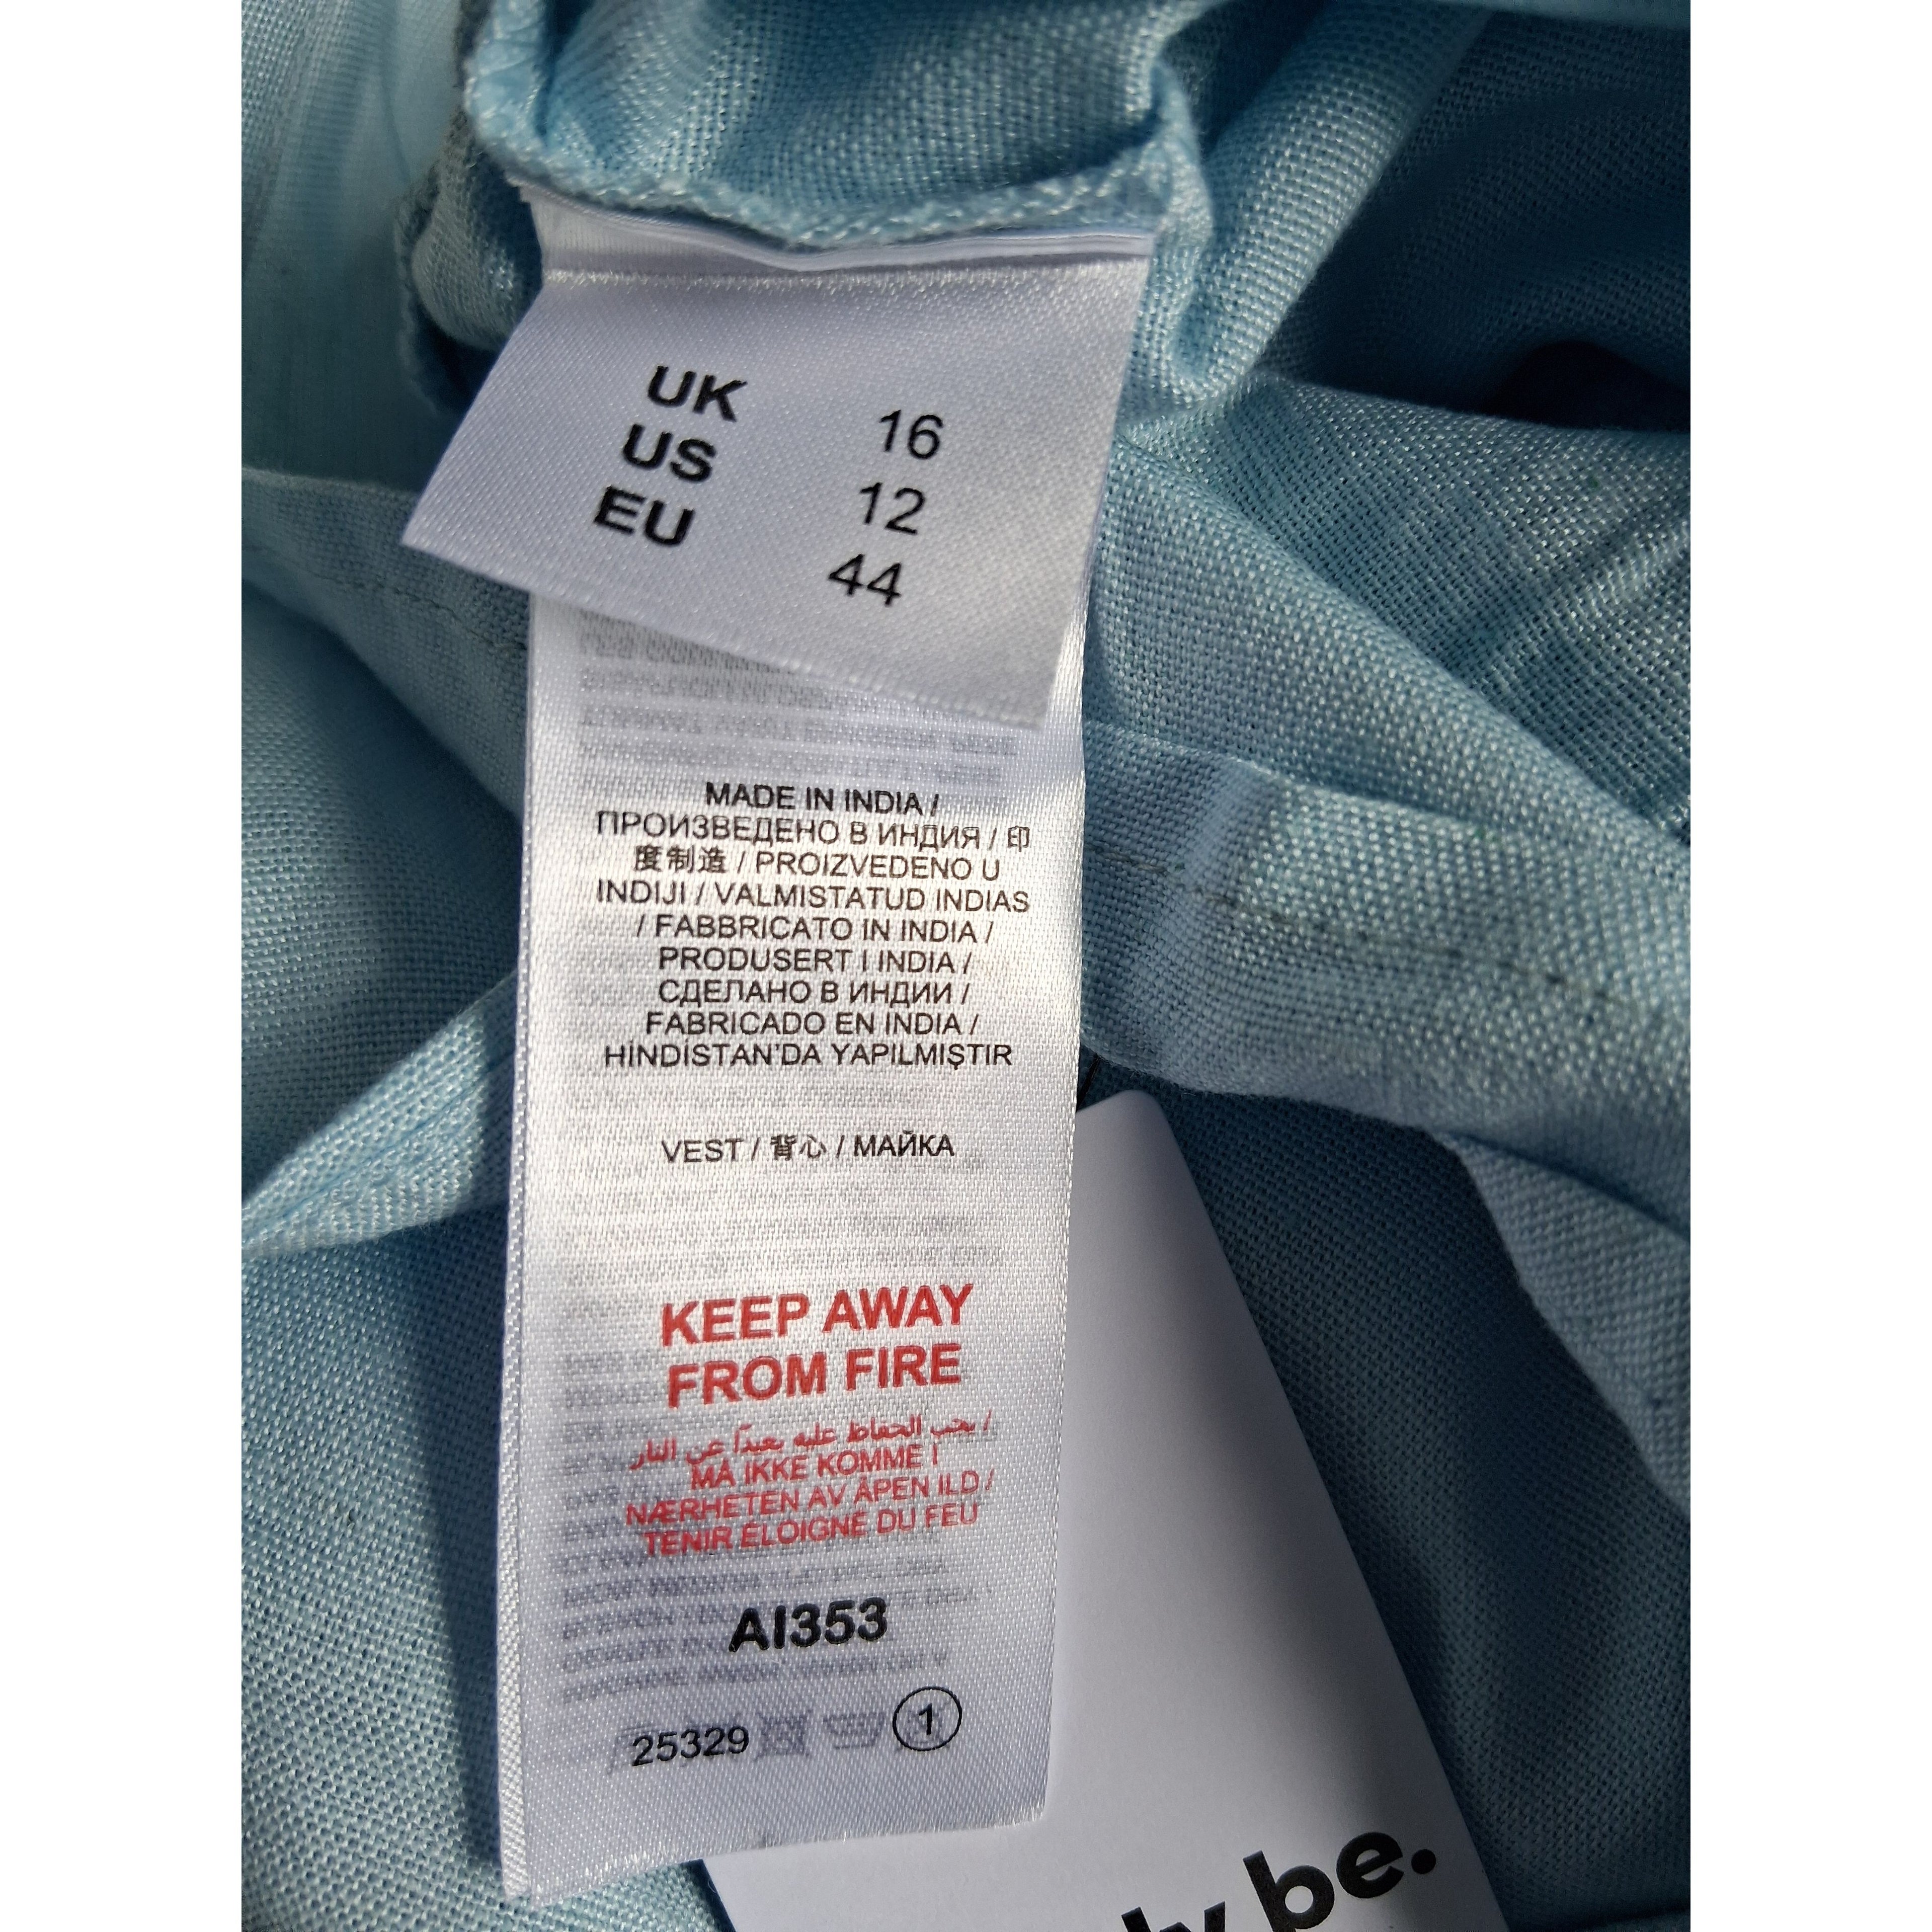 UK 16
US 12
EU 44
MADE IN INDIA /
ПРОИЗВЕДЕНО В ИНДИЯ / 印
度制造 / PROIZVEDENO U
INDIJI / VALMISTATUD INDIAS
/ FABBRICATO IN INDIA /
PRODUSERT I INDIA /
СДЕЛАНО В ИНДИИ /
FABRICADO EN INDIA /
HİNDİSTAN'DA YAPILMIŞTIR
VEST / 背心 / МАЙКА
KEEP AWAY
FROM FIRE
/ يجب الحفاظ عليه بعيدًا عن النار
MÅ IKKE KOMME I
NÆRHETEN AV ÅPEN ILD /
TENIR ÉLOIGNÉ DU FEU
AI353
25329 1
be.